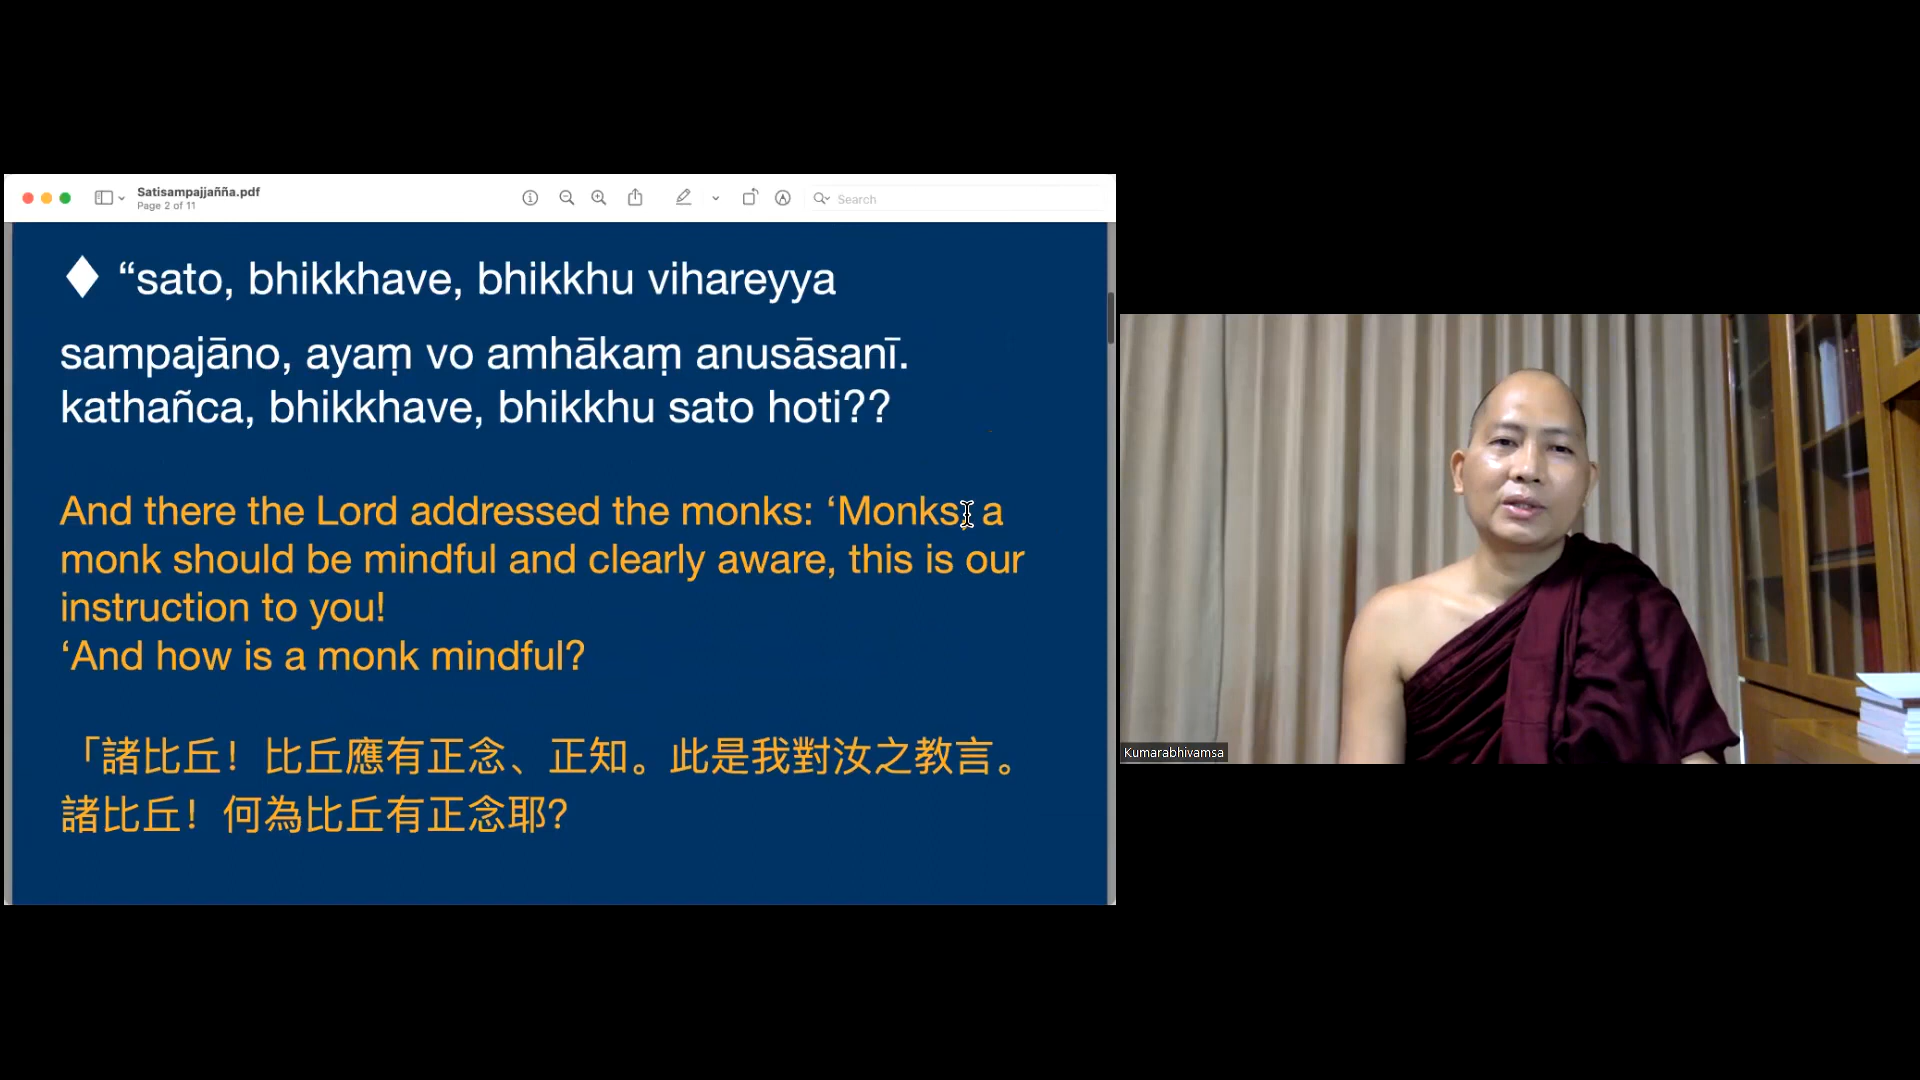 Satisampajjañña.pdf
Page 2 of 11
Search
♦ “sato, bhikkhave, bhikkhu vihareyya
sampajāno, ayaṃ vo amhākaṃ anusāsanī.
kathañca, bhikkhave, bhikkhu sato hoti??
And there the Lord addressed the monks: ‘Monks, a
monk should be mindful and clearly aware, this is our
instruction to you!
‘And how is a monk mindful?
「諸比丘！比丘應有正念、正知。此是我對汝之教言。
諸比丘！何為比丘有正念耶?
Kumarabhivamsa